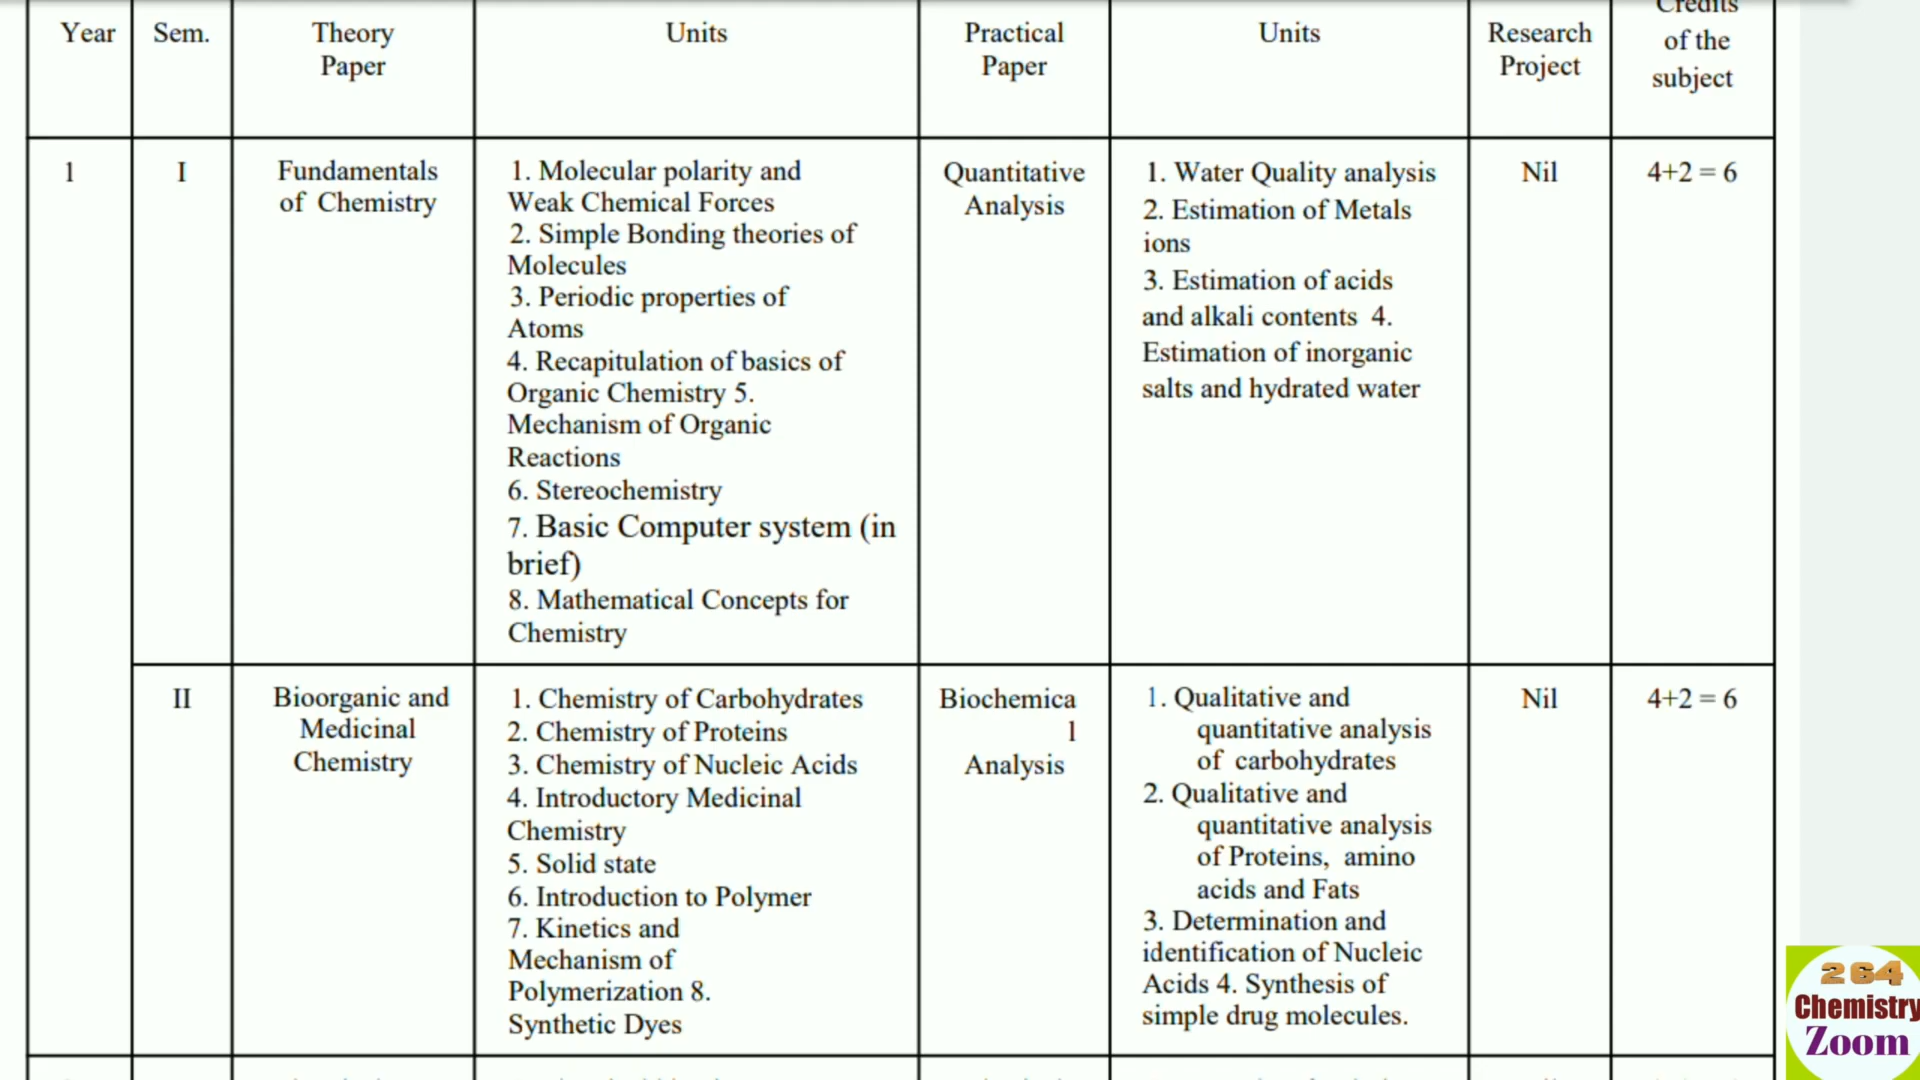 Year
Sem.
Theory
Paper
Units
Practical
Paper
Units
Research
Project
Credits
of the
subject
1
I
Fundamentals
of Chemistry
1. Molecular polarity and
Weak Chemical Forces
2. Simple Bonding theories of
Molecules
3. Periodic properties of
Atoms
4. Recapitulation of basics of
Organic Chemistry 5.
Mechanism of Organic
Reactions
6. Stereochemistry
7. Basic Computer system (in
brief)
8. Mathematical Concepts for
Chemistry
Quantitative
Analysis
1. Water Quality analysis
2. Estimation of Metals
ions
3. Estimation of acids
and alkali contents 4.
Estimation of inorganic
salts and hydrated water
Nil
4+2 = 6
II
Bioorganic and
Medicinal
Chemistry
1. Chemistry of Carbohydrates
2. Chemistry of Proteins
3. Chemistry of Nucleic Acids
4. Introductory Medicinal
Chemistry
5. Solid state
6. Introduction to Polymer
7. Kinetics and
Mechanism of
Polymerization 8.
Synthetic Dyes
Biochemica
l
Analysis
1. Qualitative and
quantitative analysis
of carbohydrates
2. Qualitative and
quantitative analysis
of Proteins, amino
acids and Fats
3. Determination and
identification of Nucleic
Acids 4. Synthesis of
simple drug molecules.
Nil
4+2 = 6
264
Chemistry
Zoom